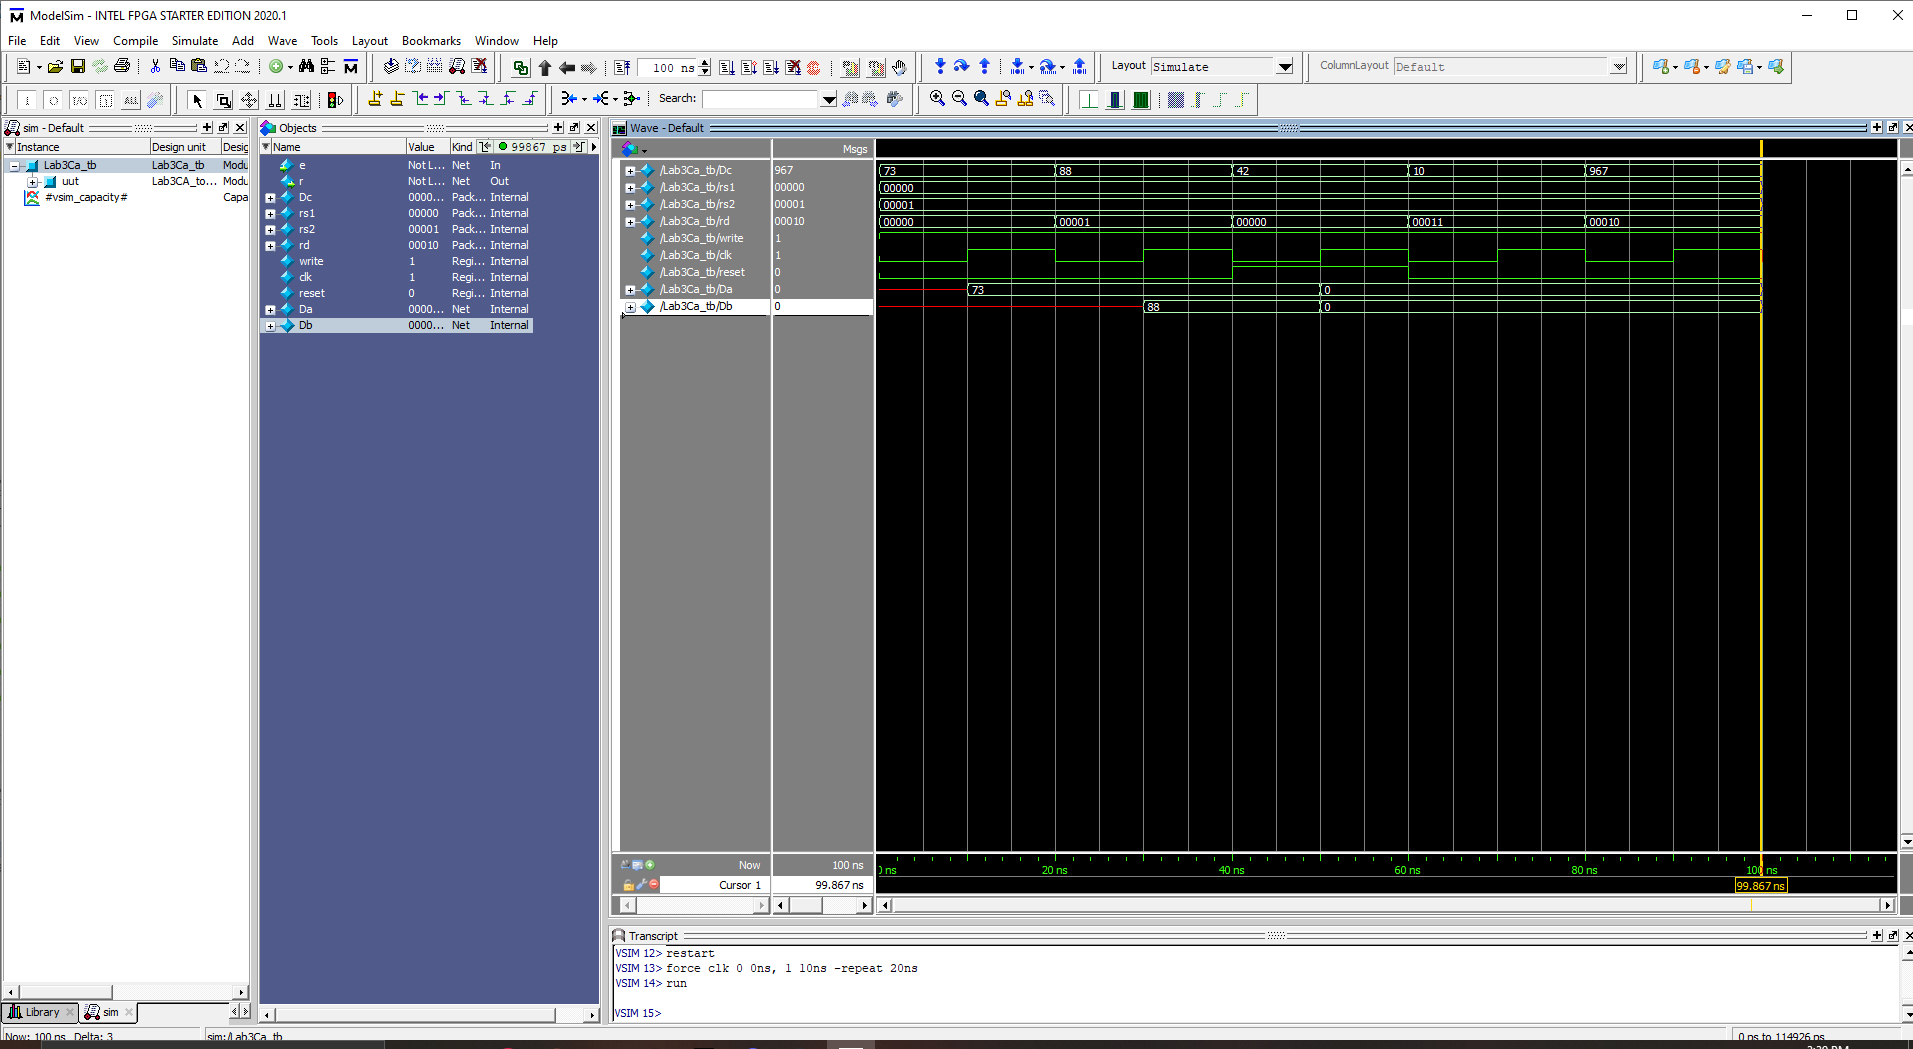 ModelSim - INTEL FPGA STARTER EDITION 2020.1
File Edit View Compile Simulate Add Wave Tools Layout Bookmarks Window Help
100 ns
Layout Simulate
ColumnLayout Default
Search:
sim - Default
Instance Design unit Desig
Lab3Ca_tb Lab3Ca_tb Modu
uut Lab3CA_to... Modu
#vsim_capacity# Capa
Library sim
Objects
Name Value Kind 99867 ps
e Not L... Net In
r Not L... Net Out
Dc 0000... Pack... Internal
rs1 00000 Pack... Internal
rs2 00001 Pack... Internal
rd 00010 Pack... Internal
write 1 Regi... Internal
clk 1 Regi... Internal
reset 0 Regi... Internal
Da 0000... Net Internal
Db 0000... Net Internal
Wave - Default
Msgs
/Lab3Ca_tb/Dc 967 73 88 42 10 967
/Lab3Ca_tb/rs1 00000 00000
/Lab3Ca_tb/rs2 00001 00001
/Lab3Ca_tb/rd 00010 00000 00001 00000 00011 00010
/Lab3Ca_tb/write 1
/Lab3Ca_tb/clk 1
/Lab3Ca_tb/reset 0
/Lab3Ca_tb/Da 0 73 0
/Lab3Ca_tb/Db 0 88 0
Now 100 ns ns 20 ns 40 ns 60 ns 80 ns 100 ns
Cursor 1 99.867 ns 99.867 ns
Transcript
VSIM 12> restart
VSIM 13> force clk 0 0ns, 1 10ns -repeat 20ns
VSIM 14> run
VSIM 15>
Now: 100 ns Delta: 3 sim:/Lab3Ca_tb 0 ns to 114926 ps